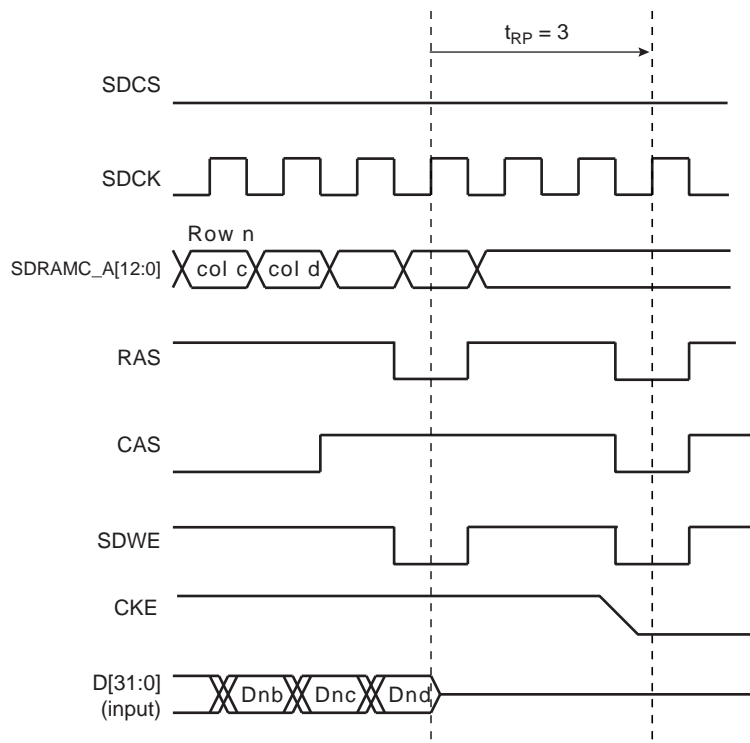 tRP = 3
SDCS
SDCK
Row n
SDRAMC_A[12:0]
col c col d
RAS
CAS
SDWE
CKE
D[31:0]
(input)
Dnb Dnc Dnd